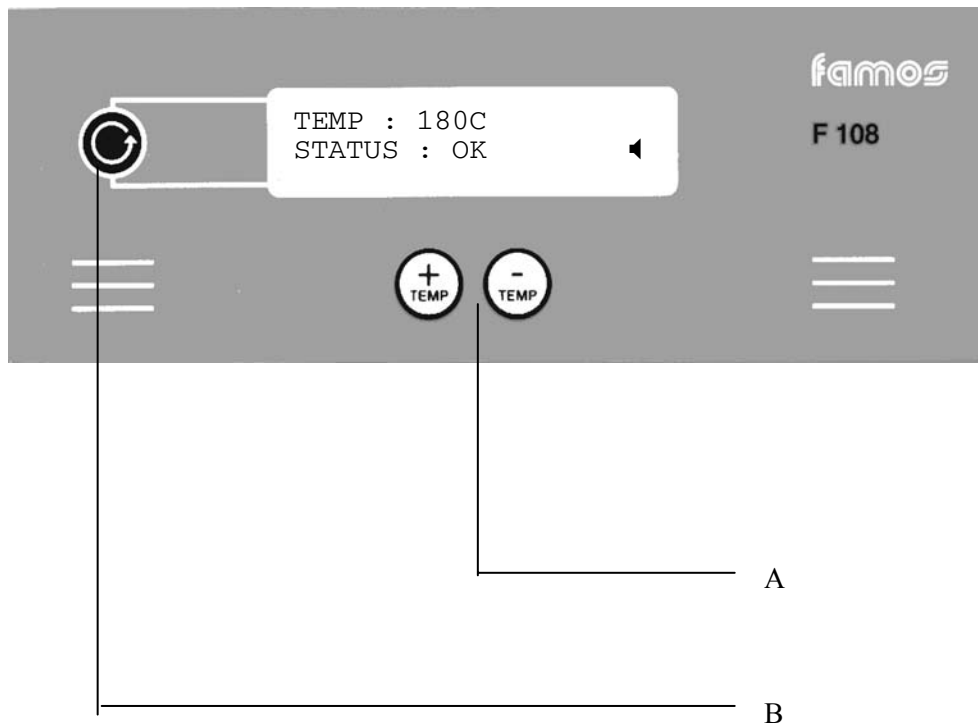 famos
F 108
TEMP : 180C
STATUS : OK
+
TEMP
-
TEMP
A
B